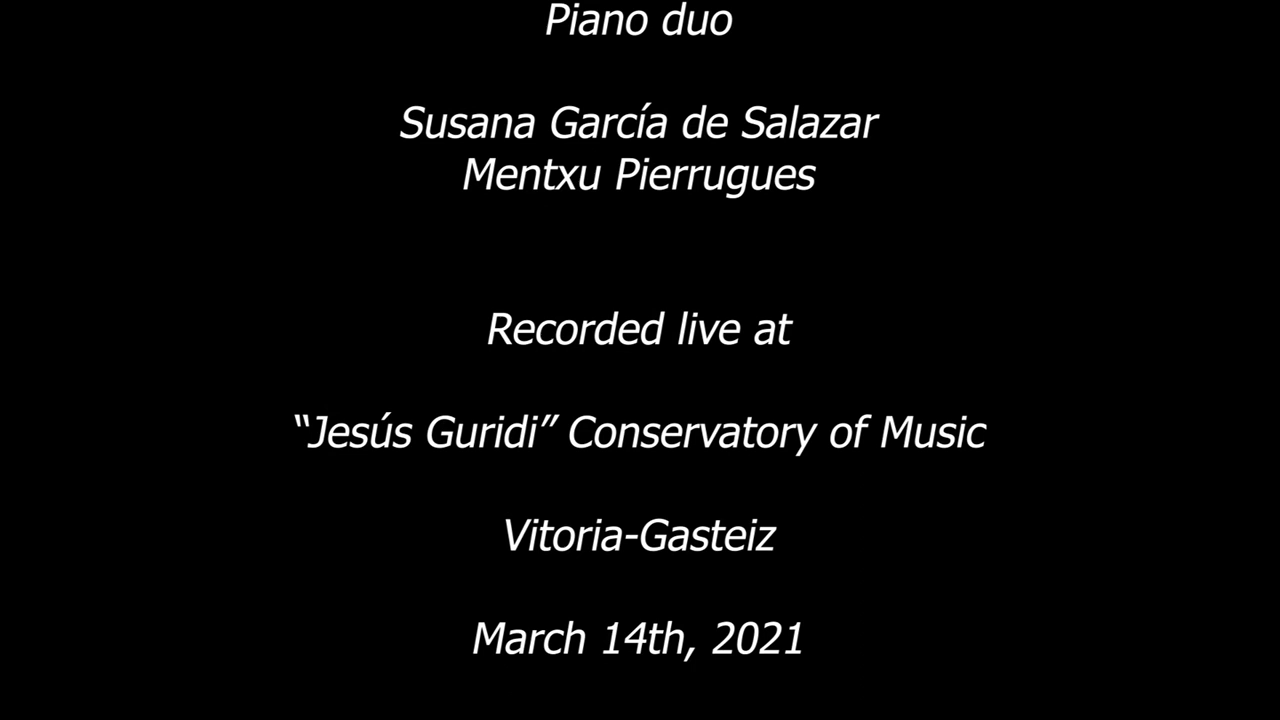 Piano duo
Susana García de Salazar
Mentxu Pierrugues
Recorded live at
“Jesús Guridi” Conservatory of Music
Vitoria-Gasteiz
March 14th, 2021